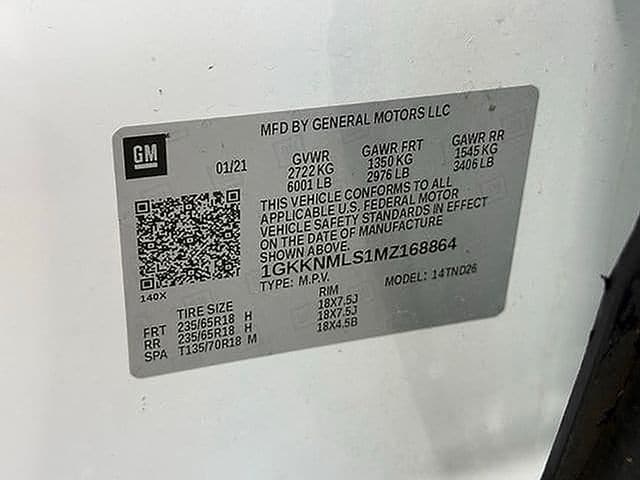 MFD BY GENERAL MOTORS LLC
GM
01/21
GVWR GAWR FRT GAWR RR
2722 KG 1350 KG 1545 KG
6001 LB 2976 LB 3406 LB
THIS VEHICLE CONFORMS TO ALL
APPLICABLE U.S. FEDERAL MOTOR
VEHICLE SAFETY STANDARDS IN EFFECT
ON THE DATE OF MANUFACTURE
SHOWN ABOVE.
1GKKNMLS1MZ168864
TYPE: M.P.V. MODEL: 14TND26
140X
TIRE SIZE RIM
FRT 235/65R18 H 18X7.5J
RR 235/65R18 H 18X7.5J
SPA T135/70R18 M 18X4.5B